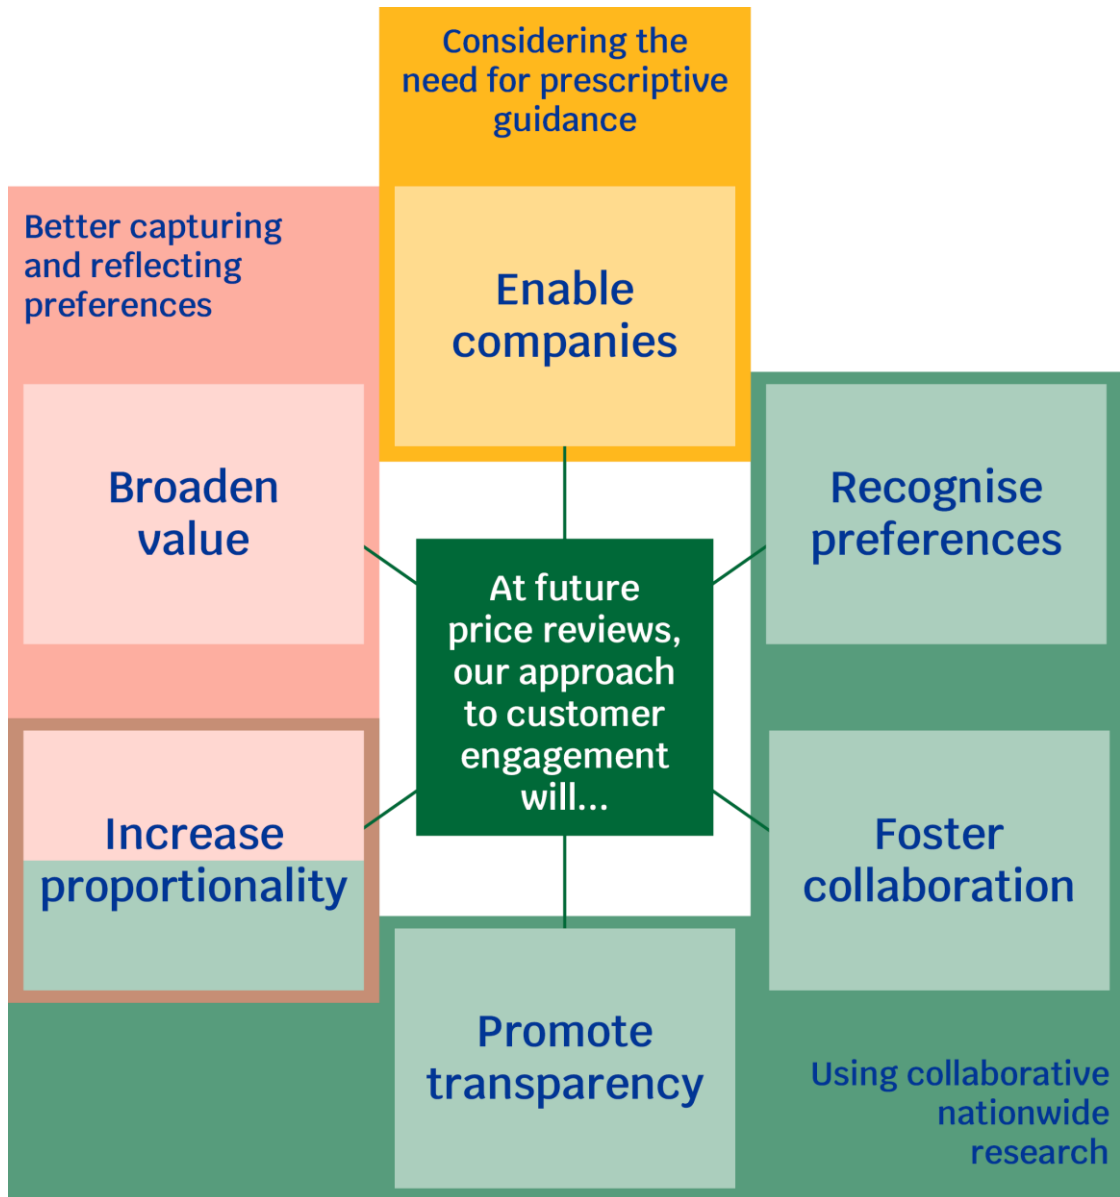 Considering the
need for prescriptive
guidance
Enable
companies
Better capturing
and reflecting
preferences
Broaden
value
Recognise
preferences
At future
price reviews,
our approach
to customer
engagement
will...
Increase
proportionality
Foster
collaboration
Promote
transparency
Using collaborative
nationwide
research